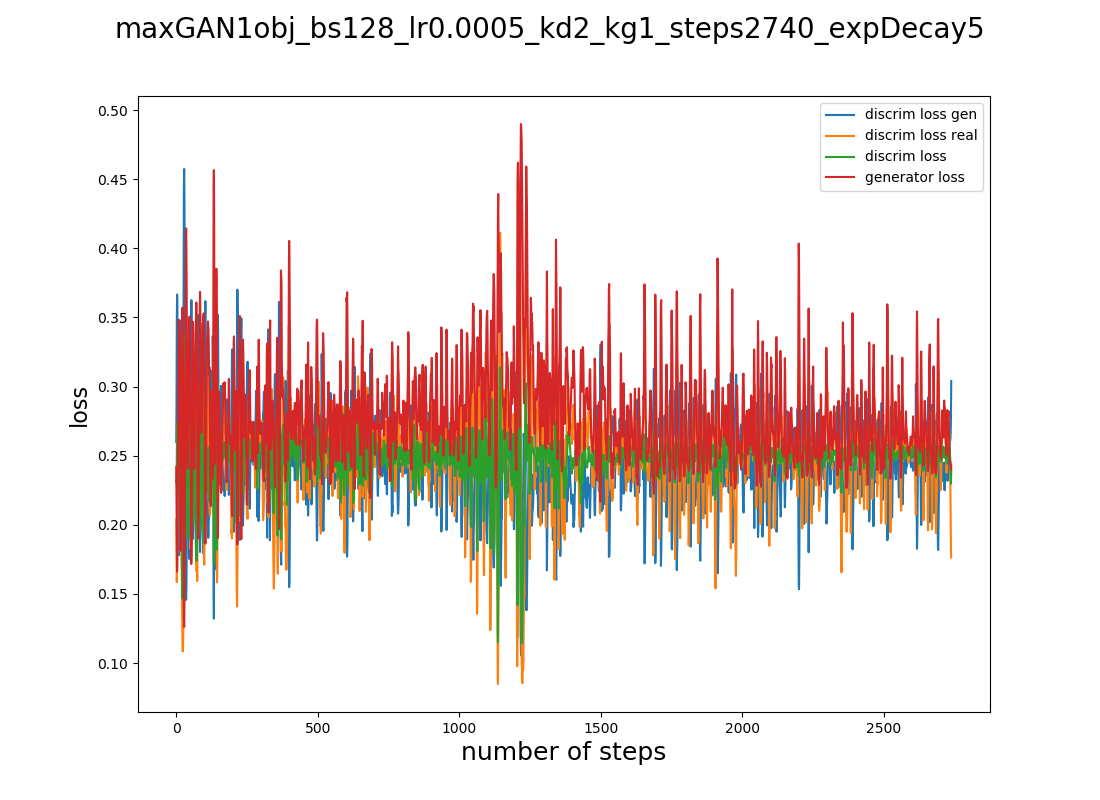 maxGAN1obj_bs128_lr0.0005_kd2_kg1_steps2740_expDecay5
0.50
0.45
0.40
0.35
0.30
0.25
0.20
0.15
0.10
loss
discrim loss gen
discrim loss real
discrim loss
generator loss
0 500 1000 1500 2000 2500
number of steps